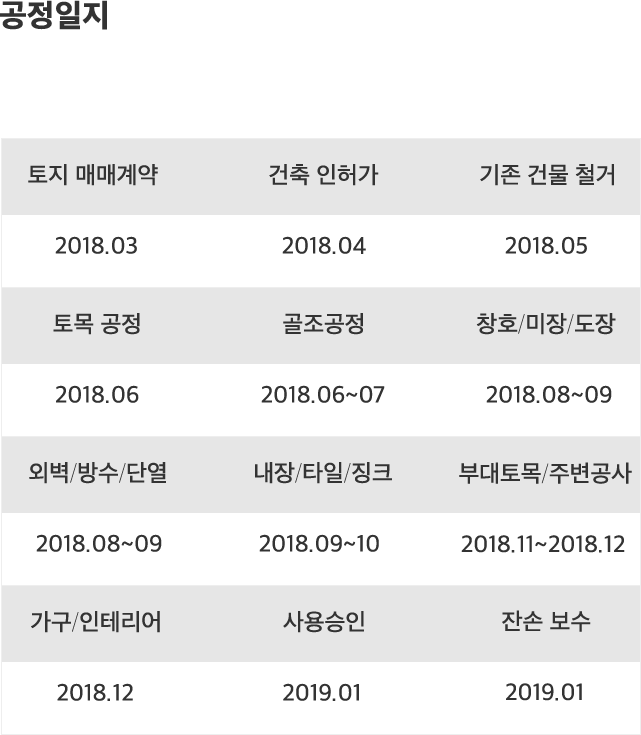 공정일지
토지 매매계약 건축 인허가 기존 건물 철거
2018.03 2018.04 2018.05
토목 공정 골조공정 창호/미장/도장
2018.06 2018.06~07 2018.08~09
외벽/방수/단열 내장/타일/징크 부대토목/주변공사
2018.08~09 2018.09~10 2018.11~2018.12
가구/인테리어 사용승인 잔손 보수
2018.12 2019.01 2019.01